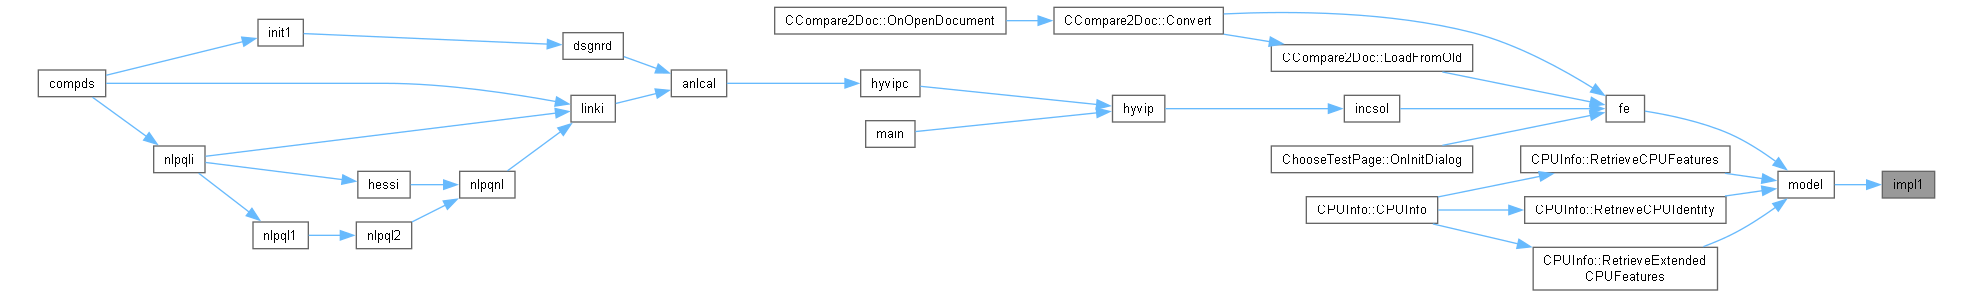 compds
init1
nlpqli
nlpql1
hessi
nlpql2
nlpqnl
dsgnrd
linki
anlcal
CCompare2Doc::OnOpenDocument
hyvipc
main
CCompare2Doc::Convert
hyvip
CCompare2Doc::LoadFromOld
incsol
ChooseTestPage::OnInitDialog
CPUInfo::CPUInfo
CPUInfo::RetrieveCPUFeatures
CPUInfo::RetrieveCPUIdentity
CPUInfo::RetrieveExtended
CPUFeatures
fe
model
impl1